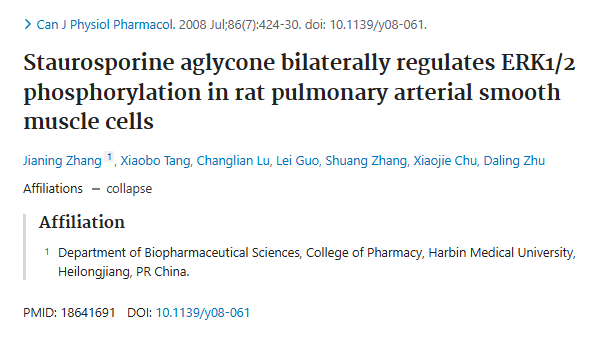 > Can J Physiol Pharmacol. 2008 Jul;86(7):424-30. doi: 10.1139/y08-061.
Staurosporine aglycone bilaterally regulates ERK1/2
phosphorylation in rat pulmonary arterial smooth
muscle cells
Jianing Zhang 1, Xiaobo Tang, Changlian Lu, Lei Guo, Shuang Zhang, Xiaojie Chu, Daling Zhu
Affiliations — collapse
Affiliation
1 Department of Biopharmaceutical Sciences, College of Pharmacy, Harbin Medical University,
Heilongjiang, PR China.
PMID: 18641691 DOI: 10.1139/y08-061